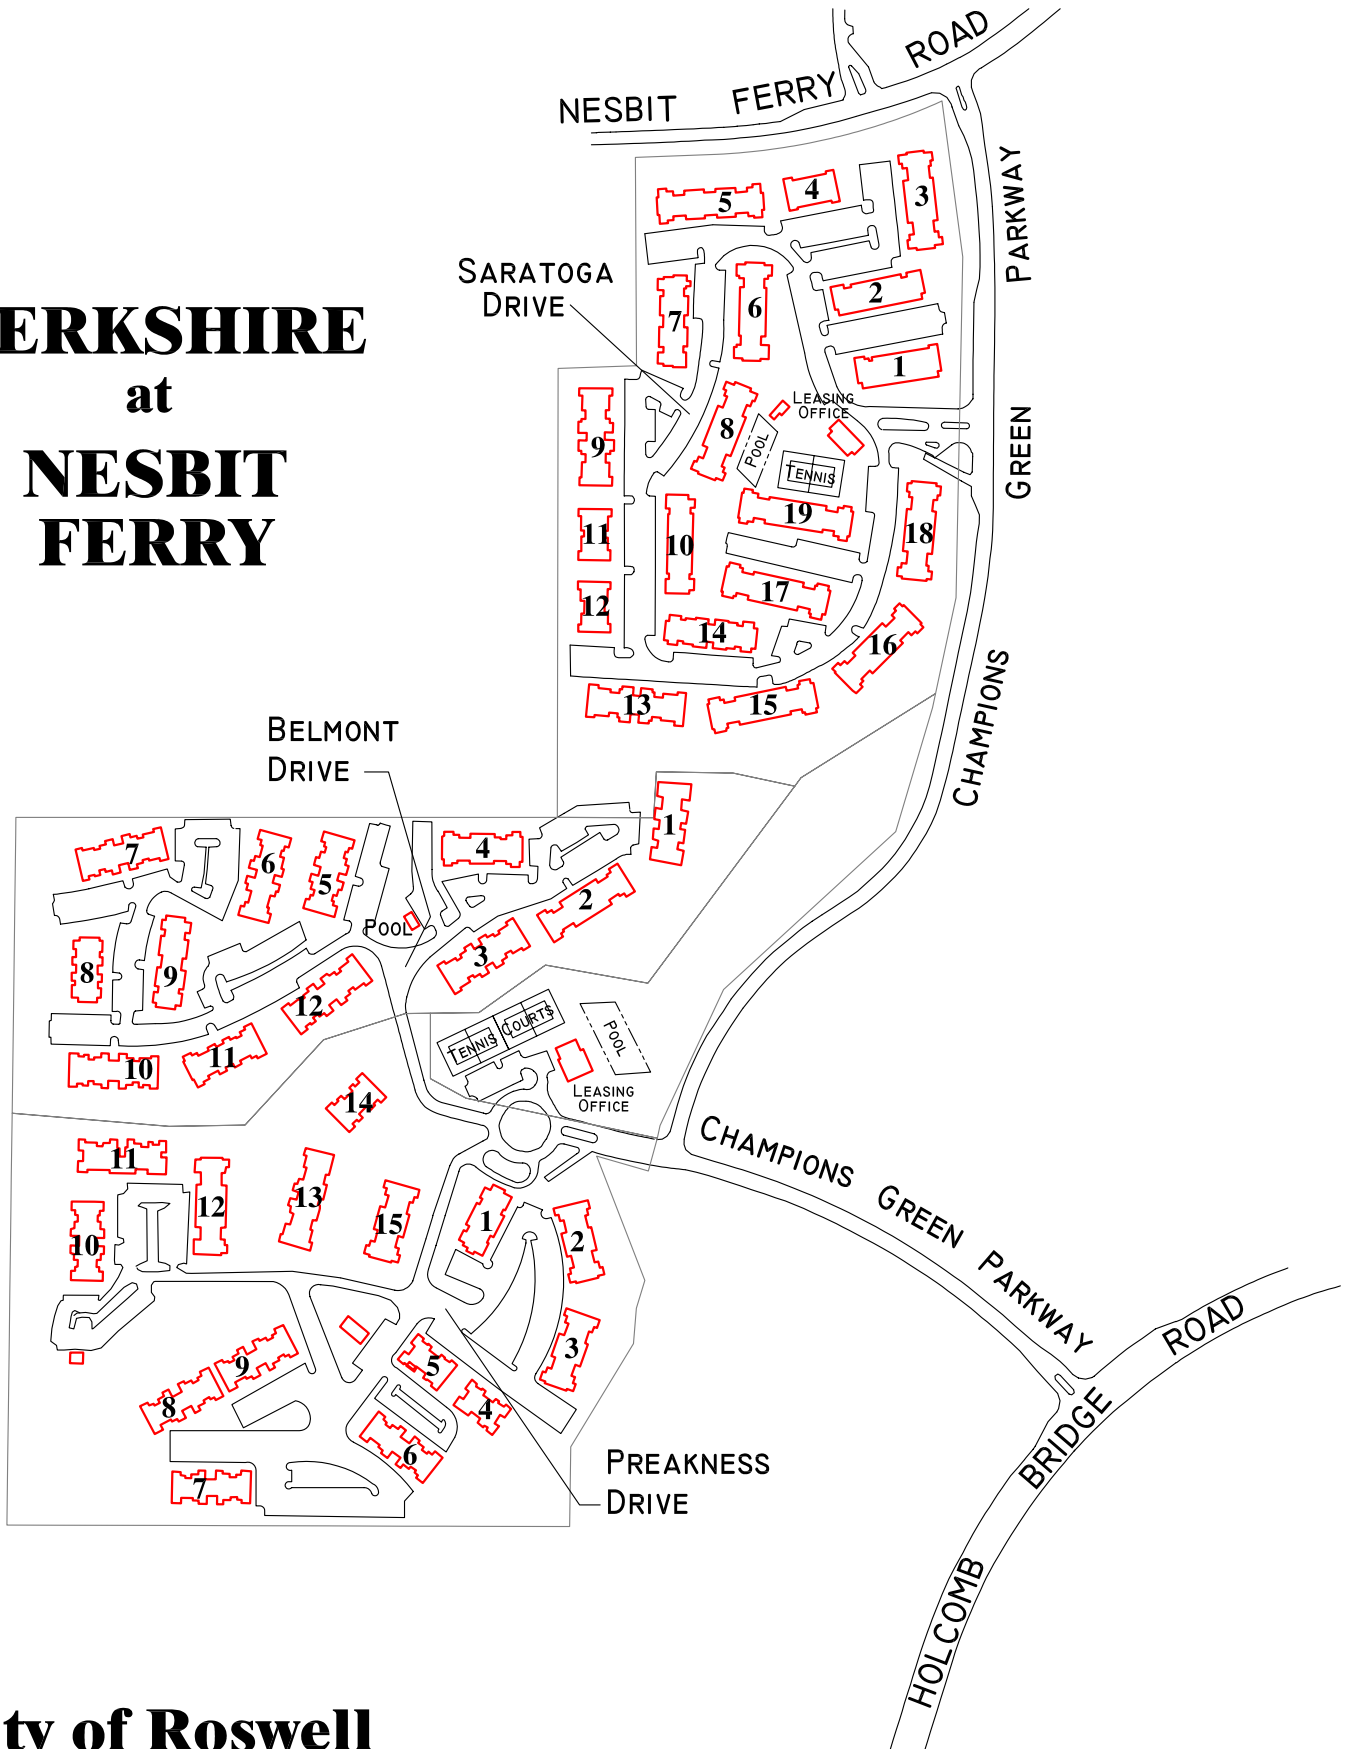 NESBIT FERRY ROAD
PARKWAY
GREEN
CHAMPIONS
5
4
3
SARATOGA
DRIVE
7
6
2
1
ERKSHIRE
at
NESBIT
FERRY
LEASING
OFFICE
9
8
POOL
TENNIS
19
18
11
10
12
17
14
16
13
15
BELMONT
DRIVE
1
7
6
5
4
2
POOL
3
8
9
12
10
11
TENNIS COURTS
POOL
LEASING
OFFICE
14
CHAMPIONS GREEN PARKWAY
11
12
13
15
1
2
10
3
9
5
8
4
6
7
PREAKNESS
DRIVE
HOLCOMB BRIDGE ROAD
ty of Roswell